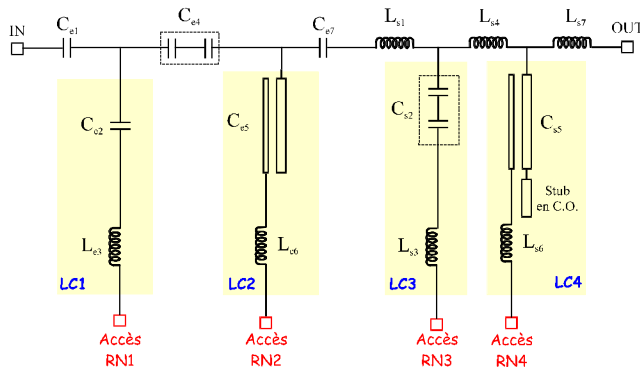 IN
Ce1
Ce4
Ce7
Ls1
Ls4
Ls7
OUT
Ce2
Ce5
Cs2
Cs5
Stub
en C.O.
Le3
Le6
Ls3
Ls6
LC1
LC2
LC3
LC4
Accès
RN1
Accès
RN2
Accès
RN3
Accès
RN4